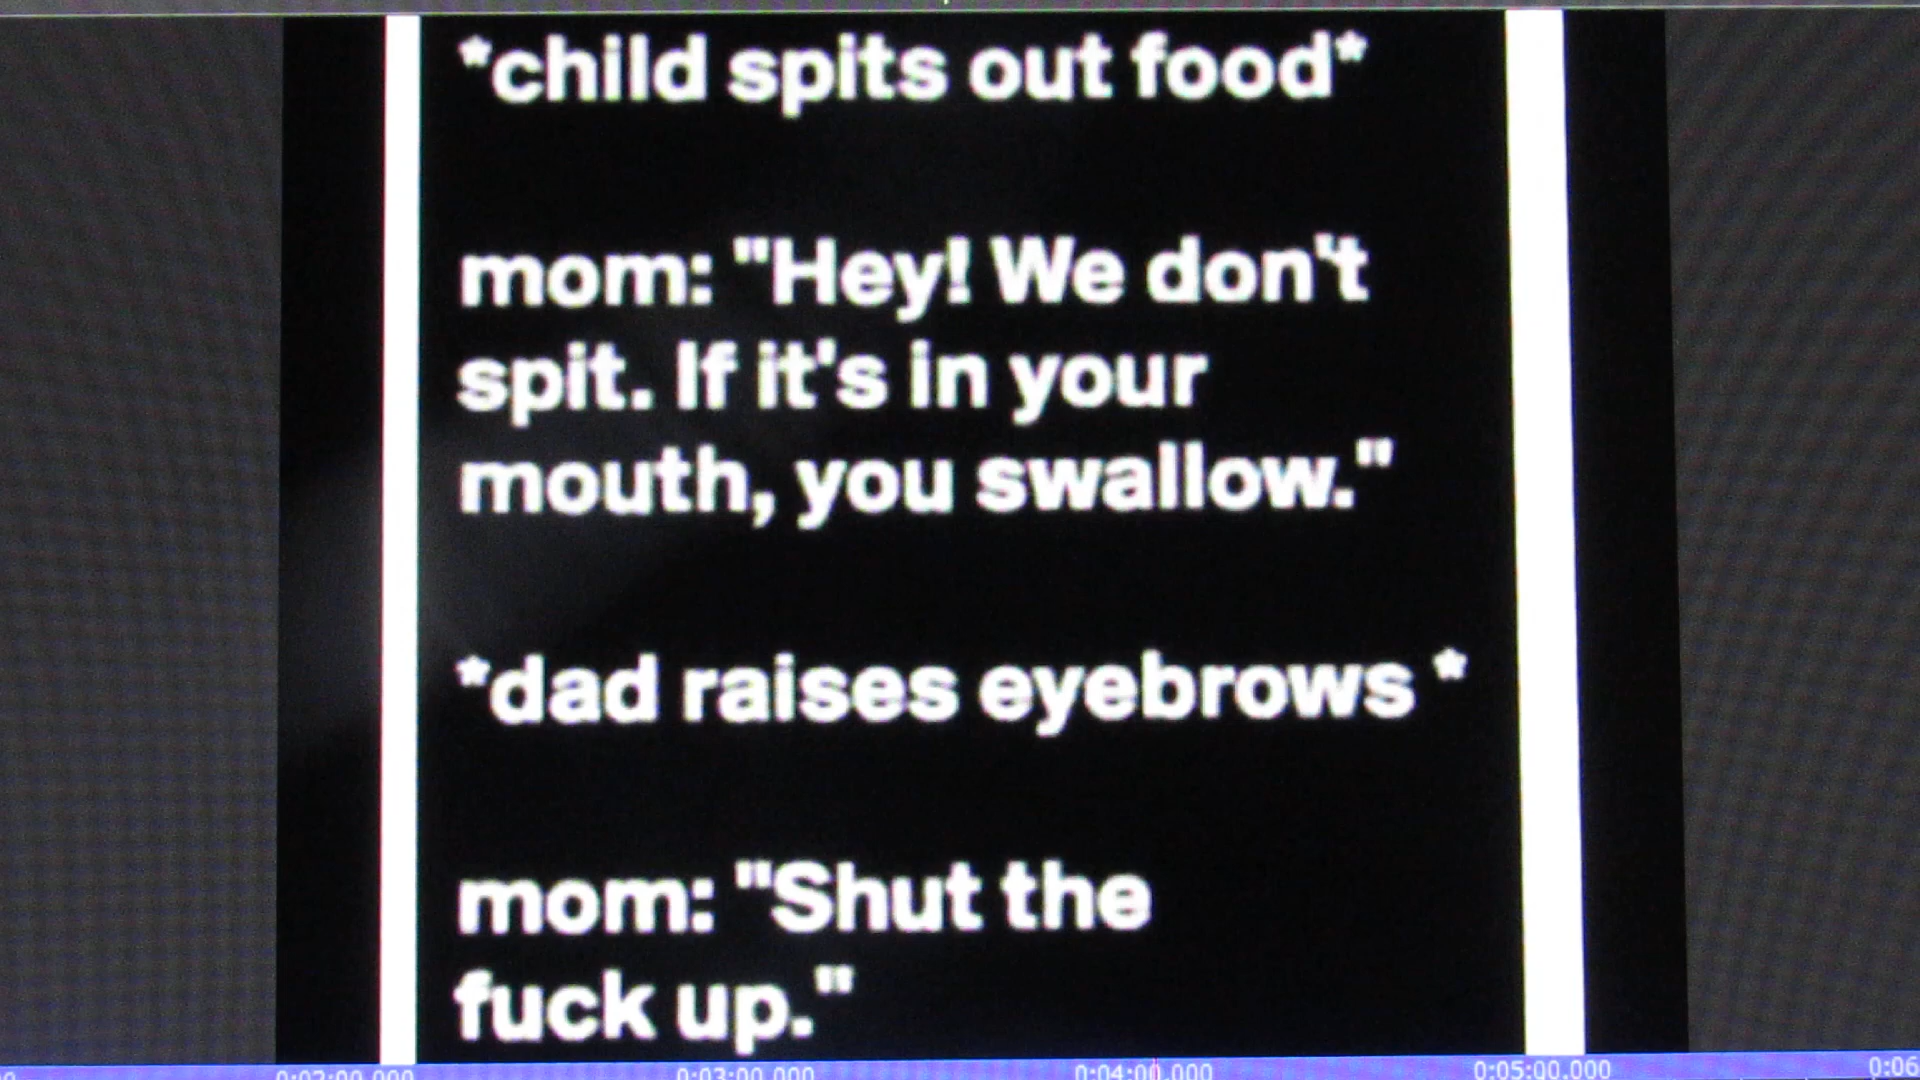 *child spits out food*
mom: "Hey! We don't
spit. If it's in your
mouth, you swallow."
*dad raises eyebrows *
mom: "Shut the
fuck up."
0:03:00.000 0:04:00.000 0:05:00.000